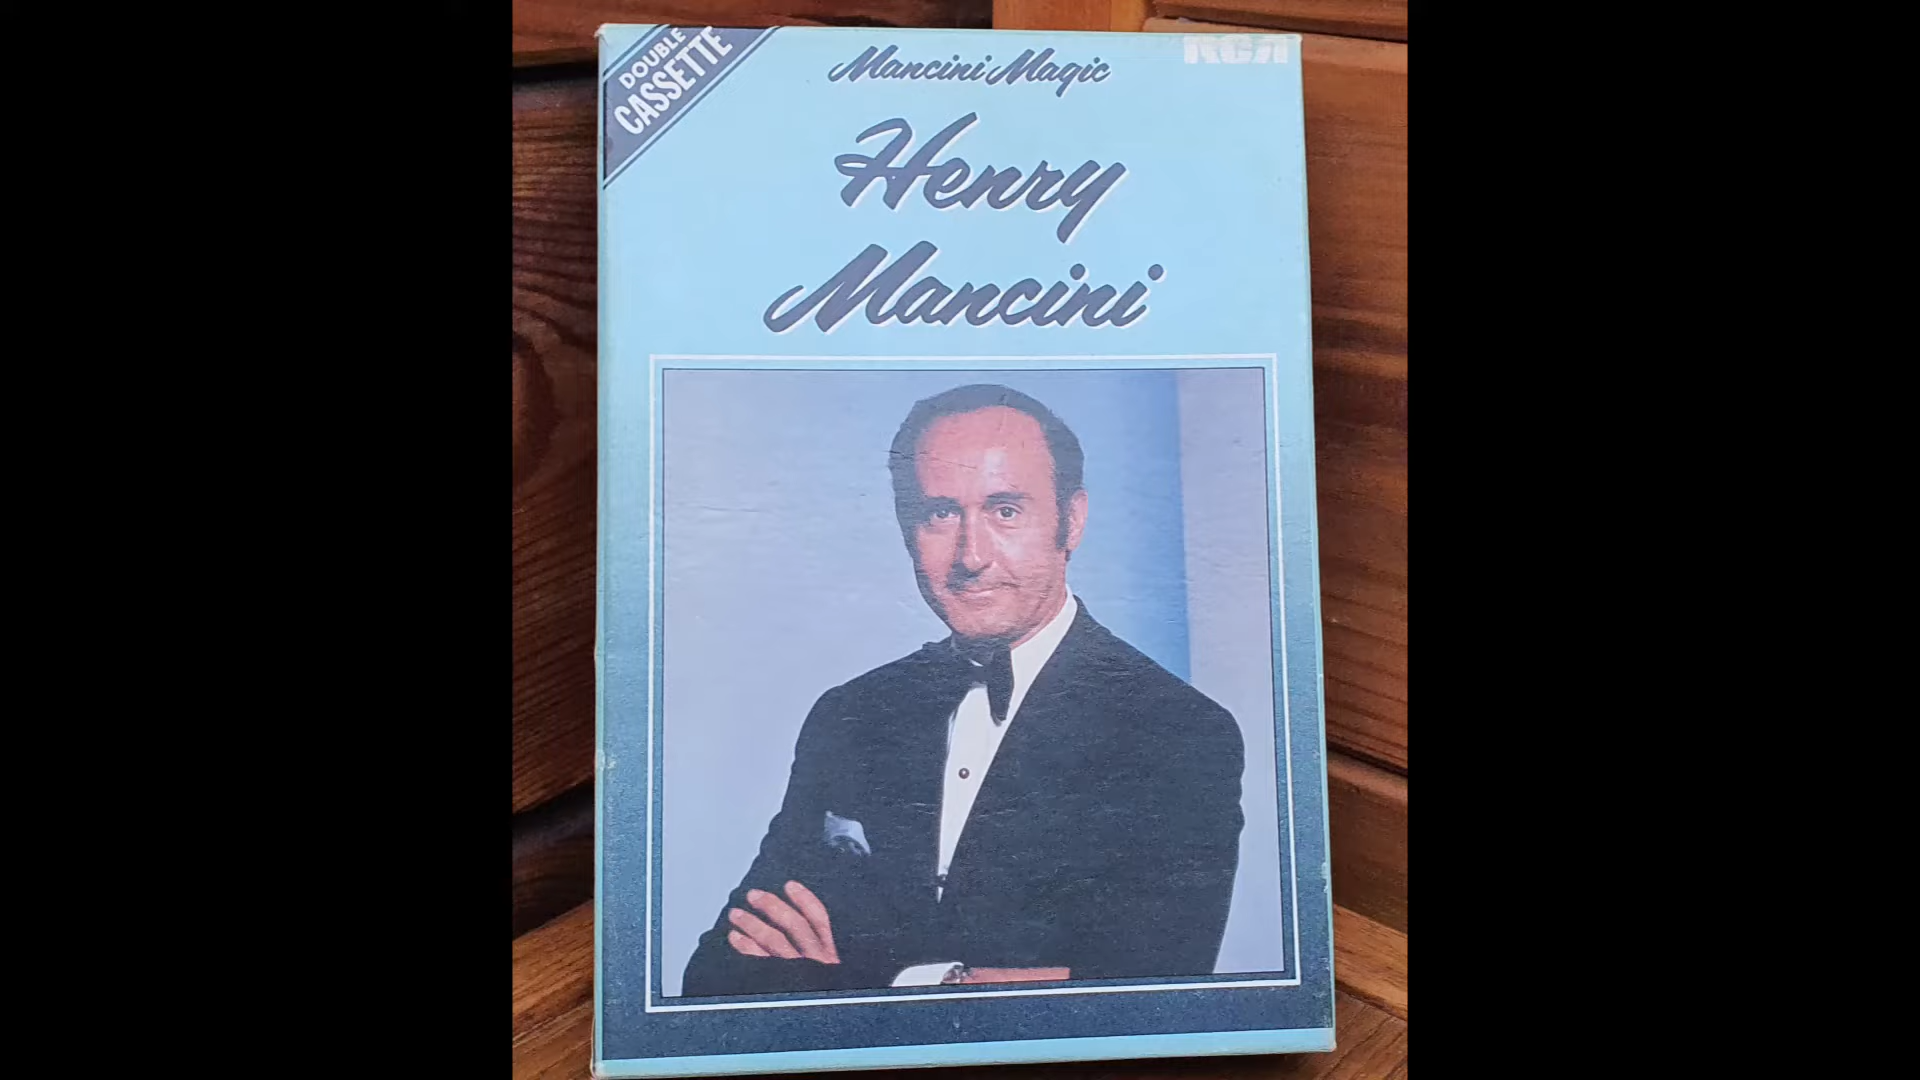 DOUBLE
CASSETTE
Mancini Magic
RCA
Henry
Mancini